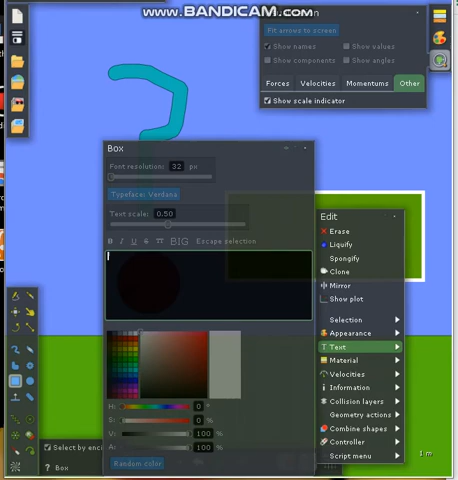 www.BANDICAM.com
Fit arrows to screen
Show names
Show values
Show components
Show angles
Forces
Velocities
Momentums
Other
Show scale indicator
Box
Font resolution: 32 px
Typeface: Verdana
Text scale: 0.50
B I U S TT BIG Escape selection
H: 0 °
S: 0 %
V: 100 %
A: 100 %
Random color
Edit
Erase
Liquify
Spongify
Clone
Mirror
Show plot
Selection
Appearance
Text
Material
Velocities
Information
Collision layers
Geometry actions
Combine shapes
Controller
Script menu
1 m
Select by enci
? Box